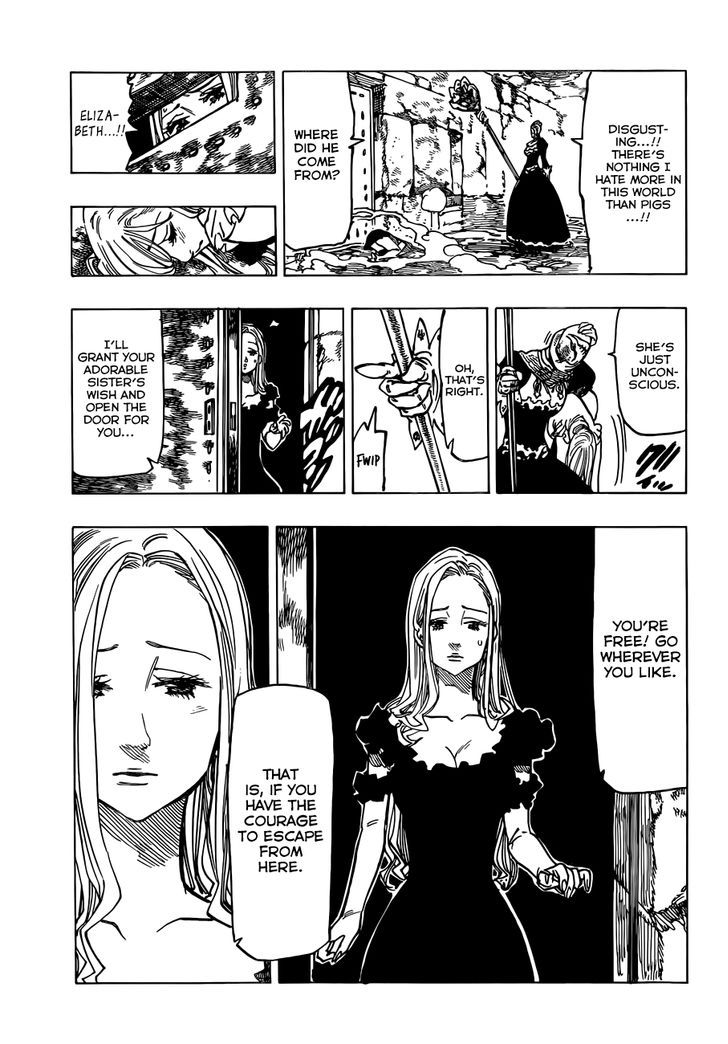 DISGUST-
ING...!!
THERE'S
NOTHING I
HATE MORE
IN THIS
WORLD
THAN PIGS
...!!
WHERE
DID HE
COME
FROM?
ELIZA-
BETH...!!
SHE'S
JUST
UNCON-
SCIOUS.
OH,
THAT'S
RIGHT.
FWIP
I'LL
GRANT YOUR
ADORABLE
SISTER'S
WISH AND
OPEN THE
DOOR FOR
YOU...
YOU'RE
FREE! GO
WHEREVER
YOU LIKE.
THAT
IS, IF YOU
HAVE THE
COURAGE
TO ESCAPE
FROM
HERE.